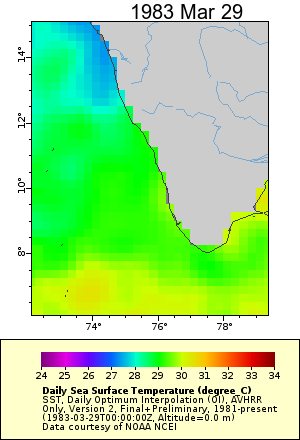 1983 Mar 29
14°
12°
10°
8°
74°
76°
78°
24 25 26 27 28 29 30 31 32 33 34
Daily Sea Surface Temperature (degree_C)
SST, Daily Optimum Interpolation (OI), AVHRR
Only, Version 2, Final+Preliminary, 1981-present
(1983-03-29T00:00:00Z, Altitude=0.0 m)
Data courtesy of NOAA NCEI